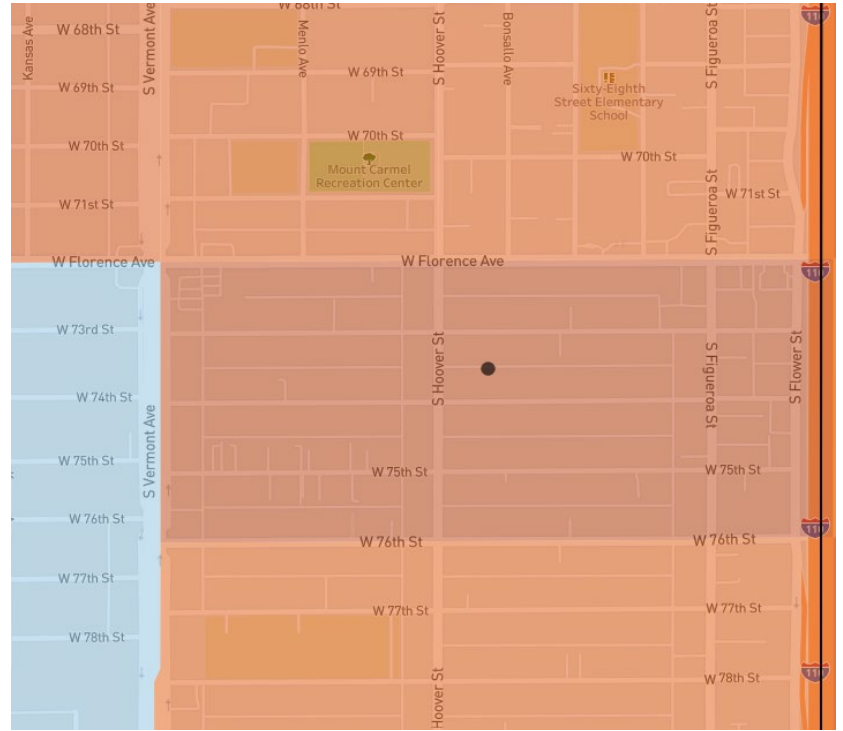 W 68th St
W 68th St
Kansas Ave
S Vermont Ave
Menlo Ave
S Hoover St
Bonsallo Ave
S Figueroa St
110
W 69th St
W 69th St
Sixty-Eighth
Street Elementary
School
W 70th St
W 70th St
W 70th St
Mount Carmel
Recreation Center
W 71st St
W 71st St
S Figueroa St
W Florence Ave
W Florence Ave
110
W 73rd St
S Hoover St
S Figueroa St
S Flower St
W 74th St
S Vermont Ave
W 75th St
W 75th St
W 75th St
W 76th St
W 76th St
W 76th St
110
W 77th St
W 77th St
W 77th St
W 78th St
W 78th St
110
Hoover St